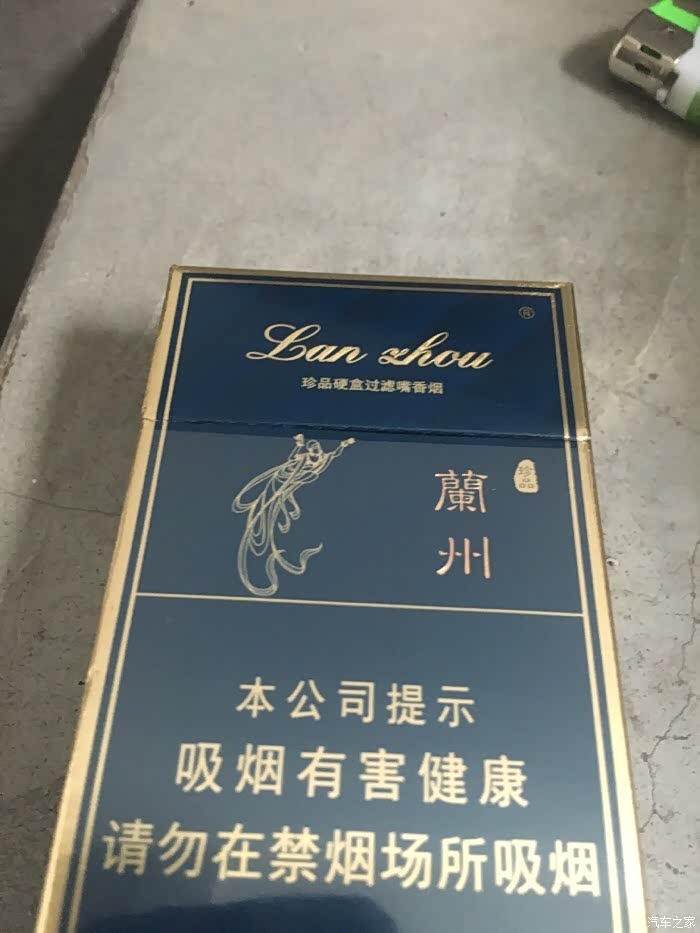 ®
Lan zhou
珍品硬盒过滤嘴香烟
蘭州
珍品
本公司提示
吸烟有害健康
请勿在禁烟场所吸烟
汽车之家